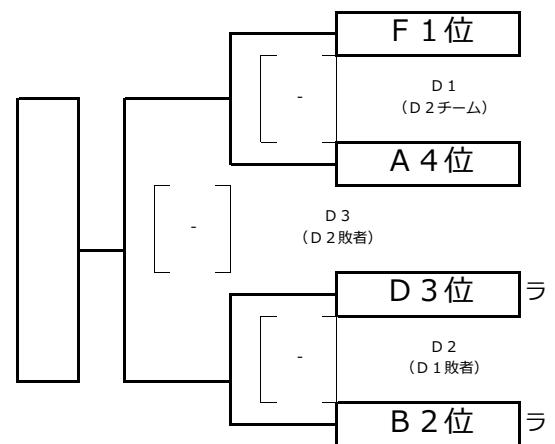 Ｆ１位
Ｄ１
-
（Ｄ２チーム）
Ａ４位
Ｄ３
-
（Ｄ２敗者）
Ｄ３位 ラ
Ｄ２
-
（Ｄ１敗者）
Ｂ２位 ラ